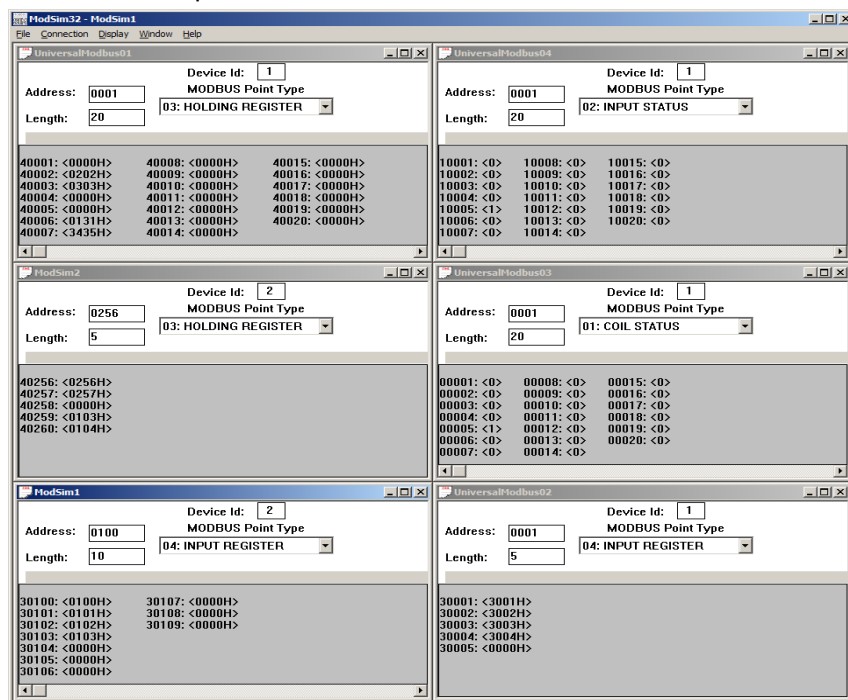 ModSim32 - ModSim1
File Connection Display Window Help
UniversalModbus01
Device Id: 1
Address: 0001
MODBUS Point Type
03: HOLDING REGISTER
Length: 20
40001: <0000H> 40008: <0000H> 40015: <0000H>
40002: <0202H> 40009: <0000H> 40016: <0000H>
40003: <0303H> 40010: <0000H> 40017: <0000H>
40004: <0000H> 40011: <0000H> 40018: <0000H>
40005: <0000H> 40012: <0000H> 40019: <0000H>
40006: <0131H> 40013: <0000H> 40020: <0000H>
40007: <3435H> 40014: <0000H>
UniversalModbus04
Device Id: 1
Address: 0001
MODBUS Point Type
02: INPUT STATUS
Length: 20
10001: <0> 10008: <0> 10015: <0>
10002: <0> 10009: <0> 10016: <0>
10003: <0> 10010: <0> 10017: <0>
10004: <0> 10011: <0> 10018: <0>
10005: <1> 10012: <0> 10019: <0>
10006: <0> 10013: <0> 10020: <0>
10007: <0> 10014: <0>
ModSim2
Device Id: 2
Address: 0256
MODBUS Point Type
03: HOLDING REGISTER
Length: 5
40256: <0256H>
40257: <0257H>
40258: <0000H>
40259: <0103H>
40260: <0104H>
UniversalModbus03
Device Id: 1
Address: 0001
MODBUS Point Type
01: COIL STATUS
Length: 20
00001: <0> 00008: <0> 00015: <0>
00002: <0> 00009: <0> 00016: <0>
00003: <0> 00010: <0> 00017: <0>
00004: <0> 00011: <0> 00018: <0>
00005: <1> 00012: <0> 00019: <0>
00006: <0> 00013: <0> 00020: <0>
00007: <0> 00014: <0>
ModSim1
Device Id: 2
Address: 0100
MODBUS Point Type
04: INPUT REGISTER
Length: 10
30100: <0100H> 30107: <0000H>
30101: <0101H> 30108: <0000H>
30102: <0102H> 30109: <0000H>
30103: <0103H>
30104: <0000H>
30105: <0000H>
30106: <0000H>
UniversalModbus02
Device Id: 1
Address: 0001
MODBUS Point Type
04: INPUT REGISTER
Length: 5
30001: <3001H>
30002: <3002H>
30003: <3003H>
30004: <3004H>
30005: <0000H>